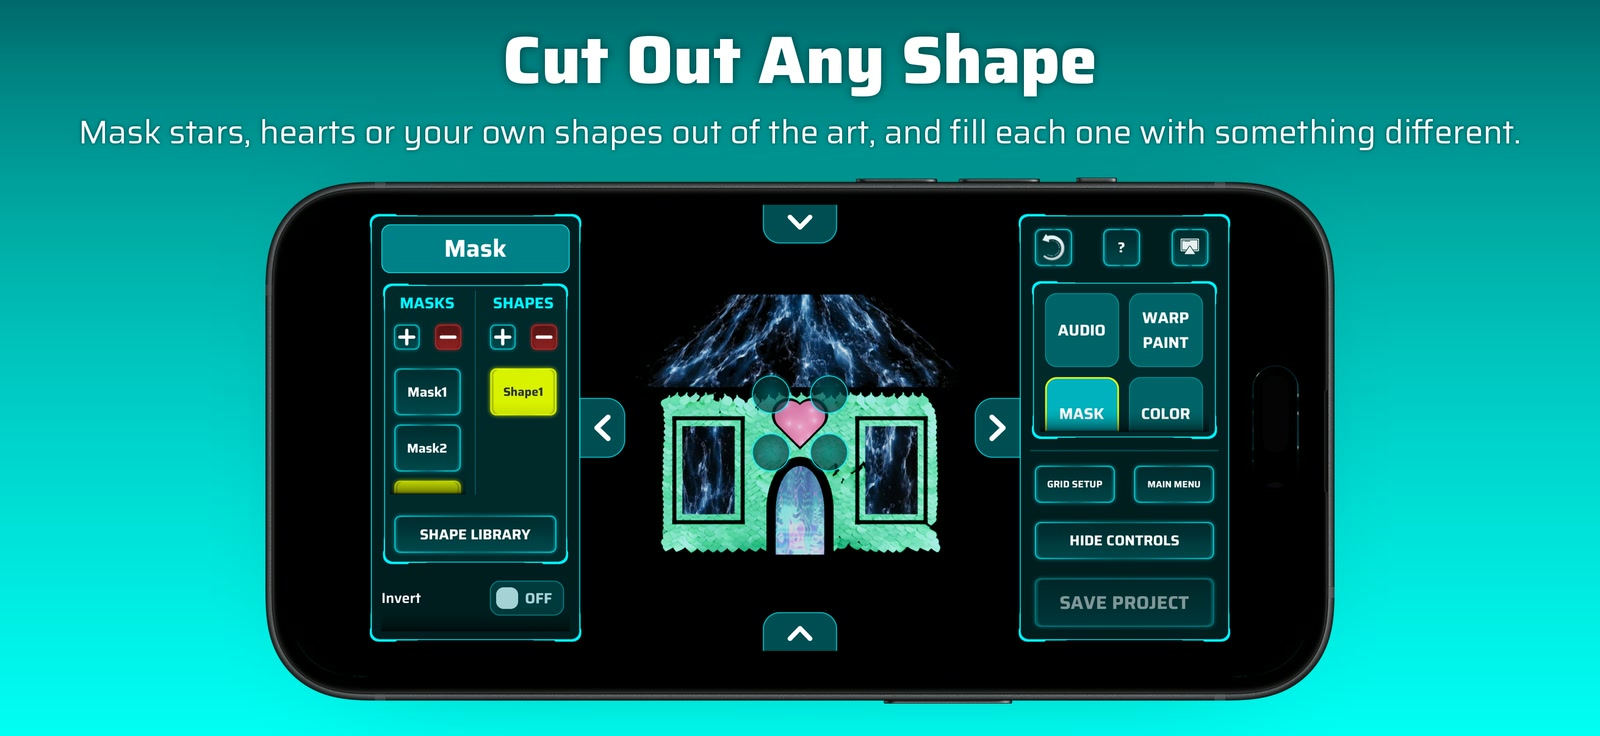 Cut Out Any Shape
Mask stars, hearts or your own shapes out of the art, and fill each one with something different.
Mask
MASKS
SHAPES
Mask1
Shape1
Mask2
SHAPE LIBRARY
Invert
OFF
?
AUDIO
WARP
PAINT
MASK
COLOR
GRID SETUP
MAIN MENU
HIDE CONTROLS
SAVE PROJECT